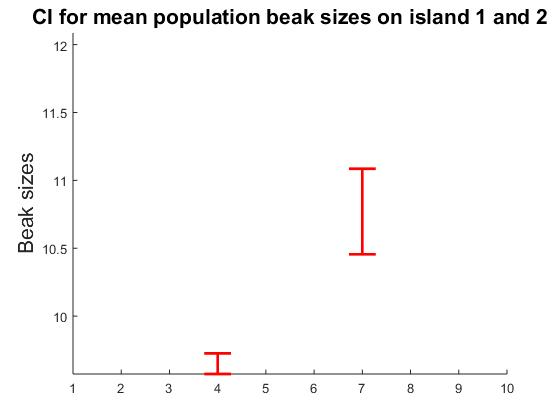 CI for mean population beak sizes on island 1 and 2
Beak sizes
12
11.5
11
10.5
10
1 2 3 4 5 6 7 8 9 10